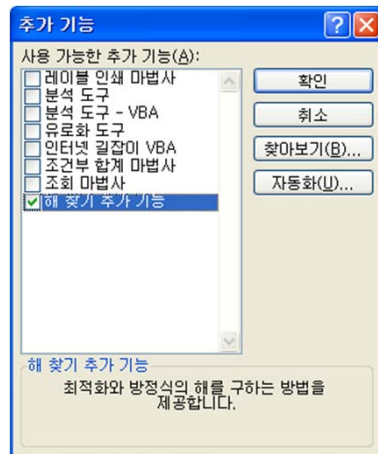 추가 기능
사용 가능한 추가 기능(A):
레이블 인쇄 마법사
분석 도구
분석 도구 - VBA
유로화 도구
인터넷 길잡이 VBA
조건부 합계 마법사
조회 마법사
해 찾기 추가 기능
확인
취소
찾아보기(B)...
자동화(U)...
해 찾기 추가 기능
최적화와 방정식의 해를 구하는 방법을
제공합니다.